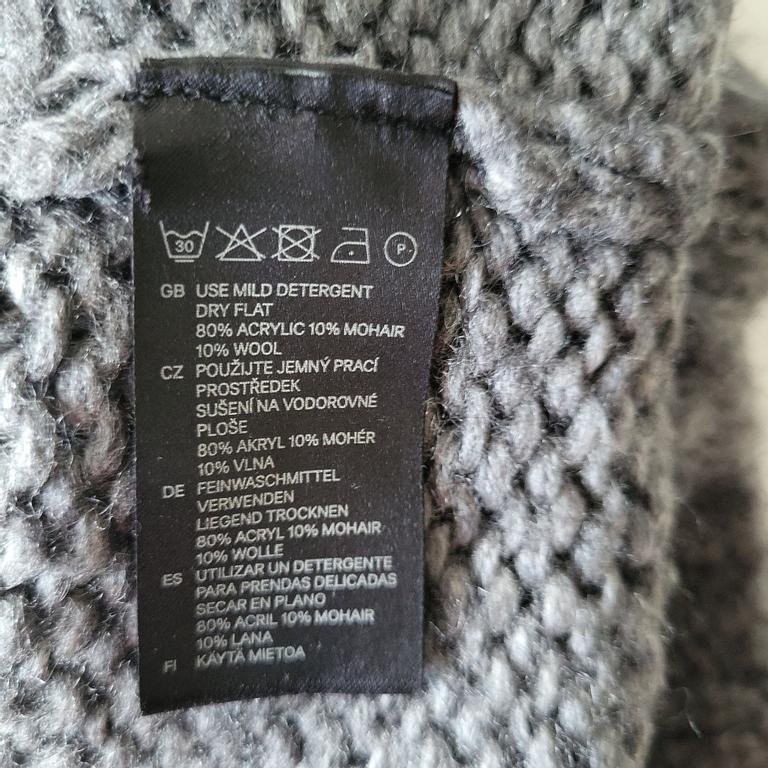 30 P
GB USE MILD DETERGENT
DRY FLAT
80% ACRYLIC 10% MOHAIR
10% WOOL
CZ POUŽIJTE JEMNÝ PRACÍ
PROSTŘEDEK
SUŠENÍ NA VODOROVNÉ
PLOŠE
80% AKRYL 10% MOHÉR
10% VLNA
DE FEINWASCHMITTEL
VERWENDEN
LIEGEND TROCKNEN
80% ACRYL 10% MOHAIR
10% WOLLE
ES UTILIZAR UN DETERGENTE
PARA PRENDAS DELICADAS
SECAR EN PLANO
80% ACRIL 10% MOHAIR
10% LANA
FI KÄYTÄ MIETOA